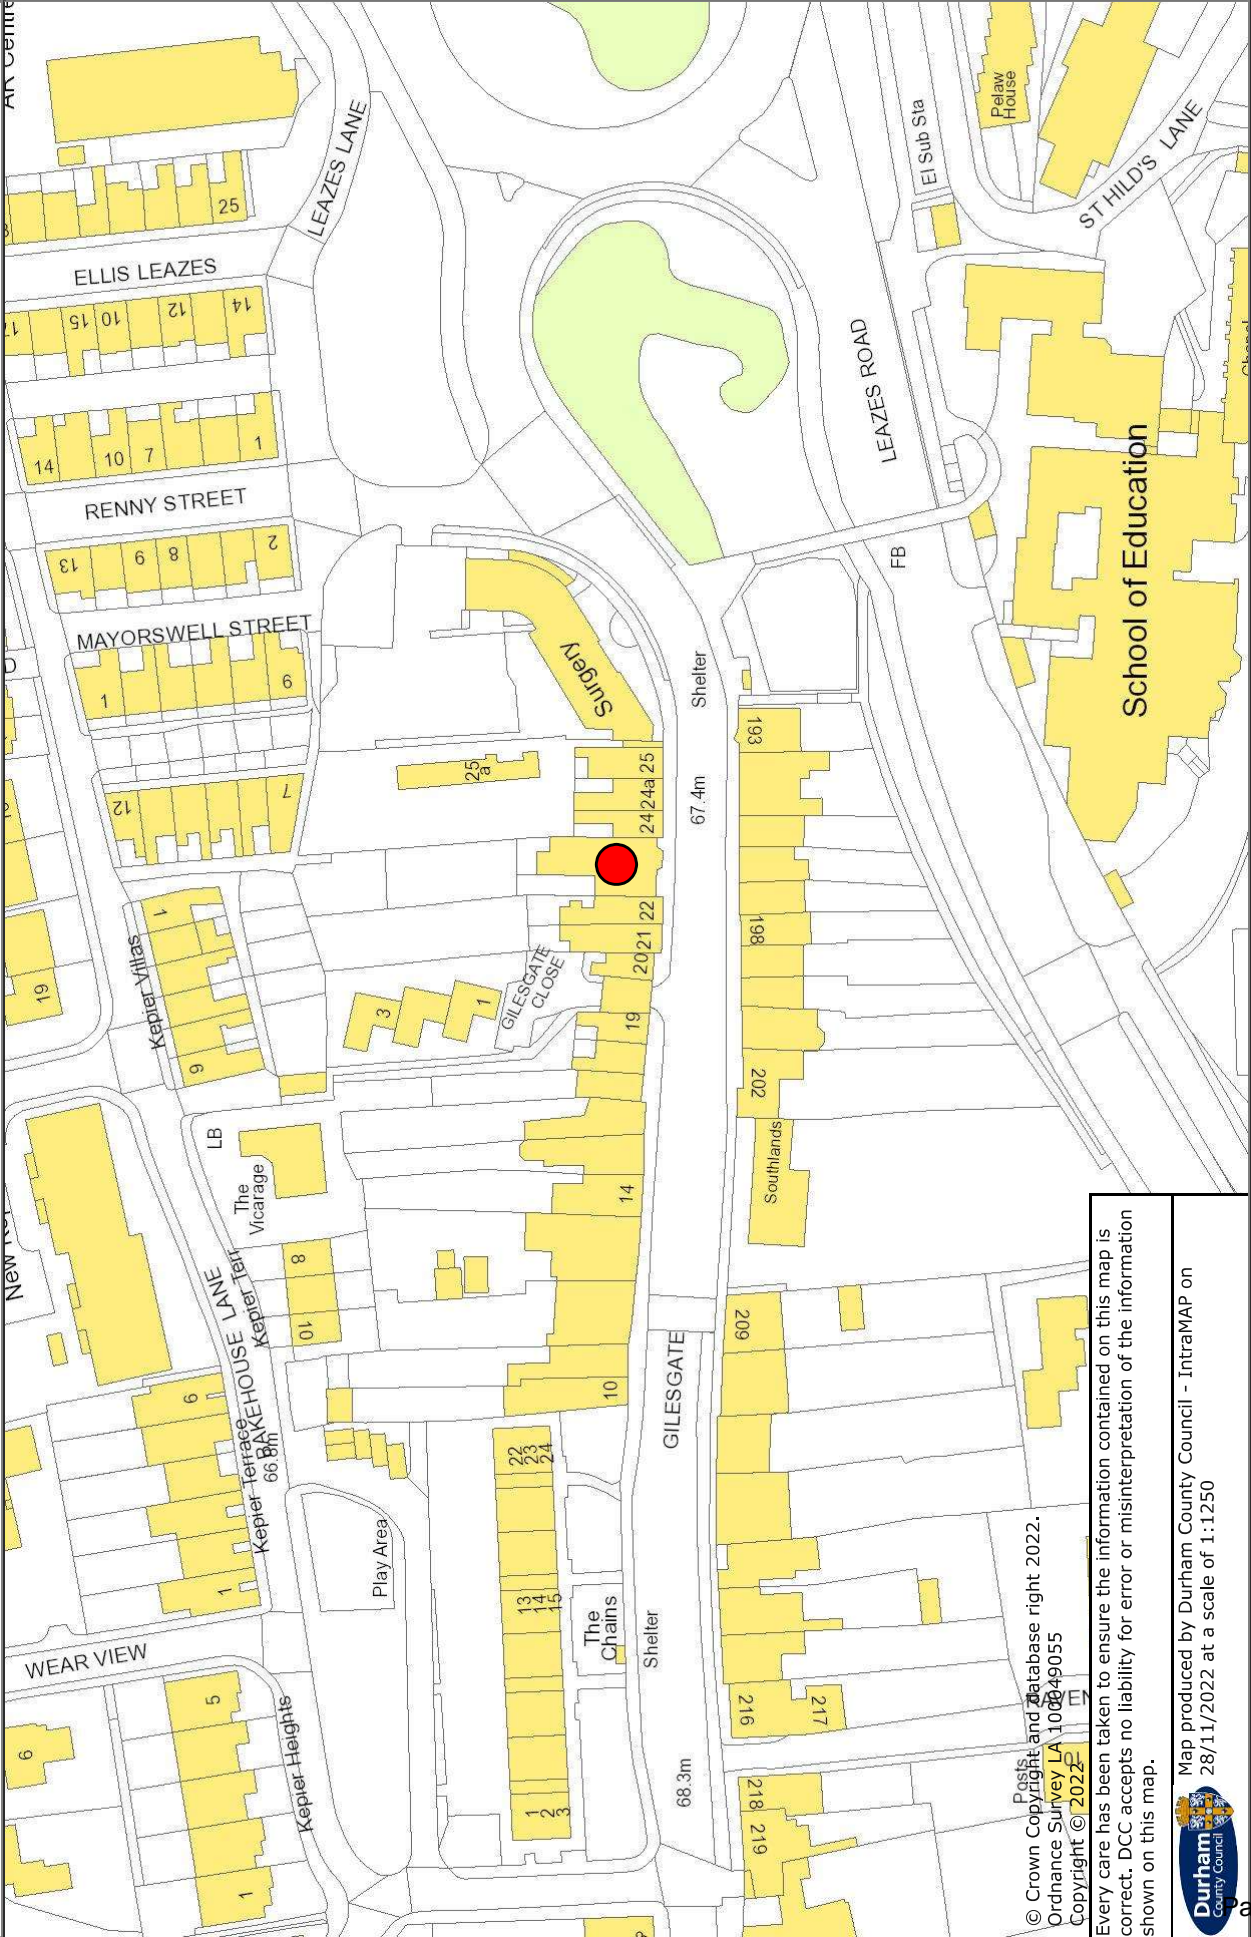 LEAZES LANE
25
ELLIS LEAZES
15
10
12
14
14
10
7
1
RENNY STREET
13
9
8
2
MAYORSWELL STREET
1
6
12
7
Surgery
25a
25
24a
24
22
21
20
19
Shelter
67.4m
193
198
202
Southlands
209
216
217
218
219
El Sub Sta
Pelaw
House
ST HILD'S LANE
LEAZES ROAD
FB
School of Education
19
Kepier Villas
1
9
3
1
GILESGATE
CLOSE
LB
The
Vicarage
14
8
10
10
BAKEHOUSE LANE
Kepier Terr
Kepier Terrace
66.8m
6
1
GILESGATE
22
23
24
13
14
15
1
2
3
Play Area
The
Chains
Shelter
68.3m
WEAR VIEW
Kepier Heights
5
1
6
Posts
© Crown Copyright and database right 2022.
Ordnance Survey LA 100049055
Copyright © 2022
Every care has been taken to ensure the information contained on this map is
correct. DCC accepts no liability for error or misinterpretation of the information
shown on this map.
Durham
County Council
Map produced by Durham County Council - IntraMAP on
28/11/2022 at a scale of 1:1250